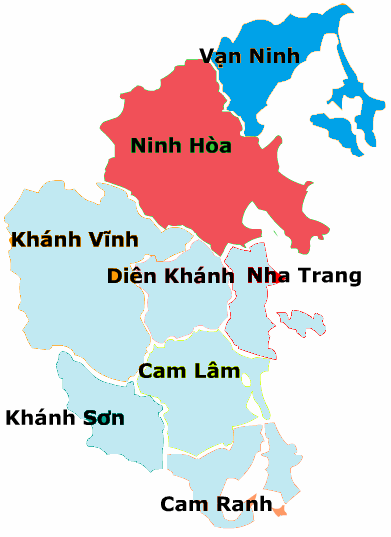 Vạn Ninh
Ninh Hòa
Khánh Vĩnh
Diên Khánh
Nha Trang
Cam Lâm
Khánh Sơn
Cam Ranh